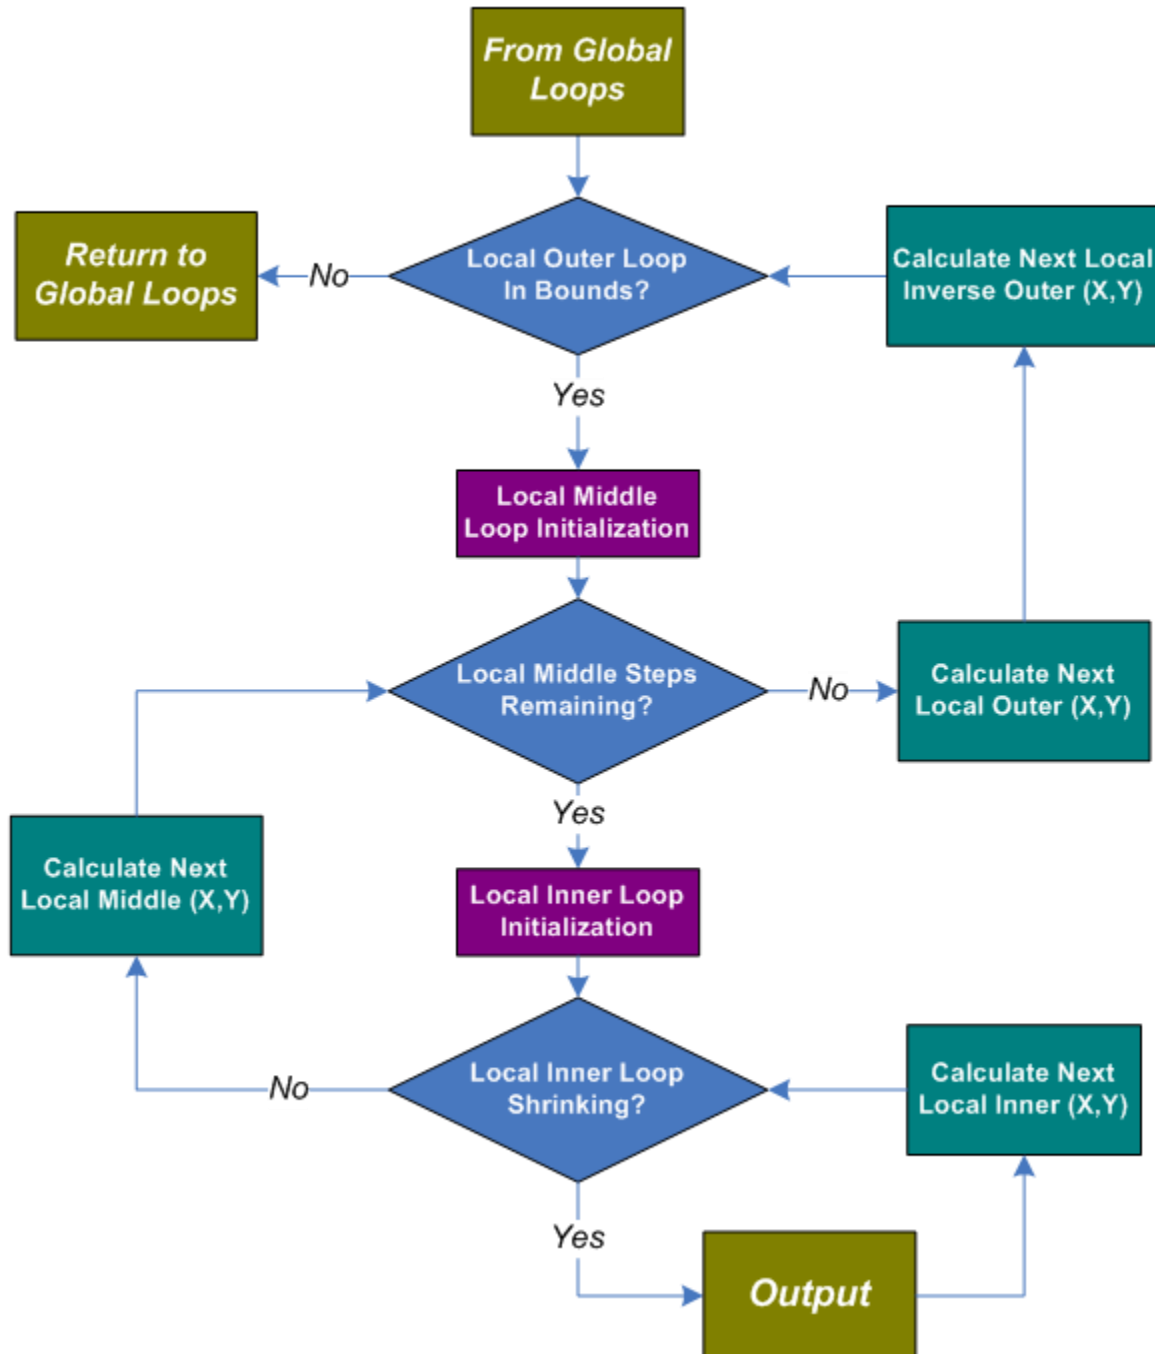 From Global
Loops
Return to
Global Loops
No
Local Outer Loop
In Bounds?
Calculate Next Local
Inverse Outer (X,Y)
Yes
Local Middle
Loop Initialization
Local Middle Steps
Remaining?
No
Calculate Next
Local Outer (X,Y)
Yes
Calculate Next
Local Middle (X,Y)
Local Inner Loop
Initialization
No
Local Inner Loop
Shrinking?
Calculate Next
Local Inner (X,Y)
Yes
Output